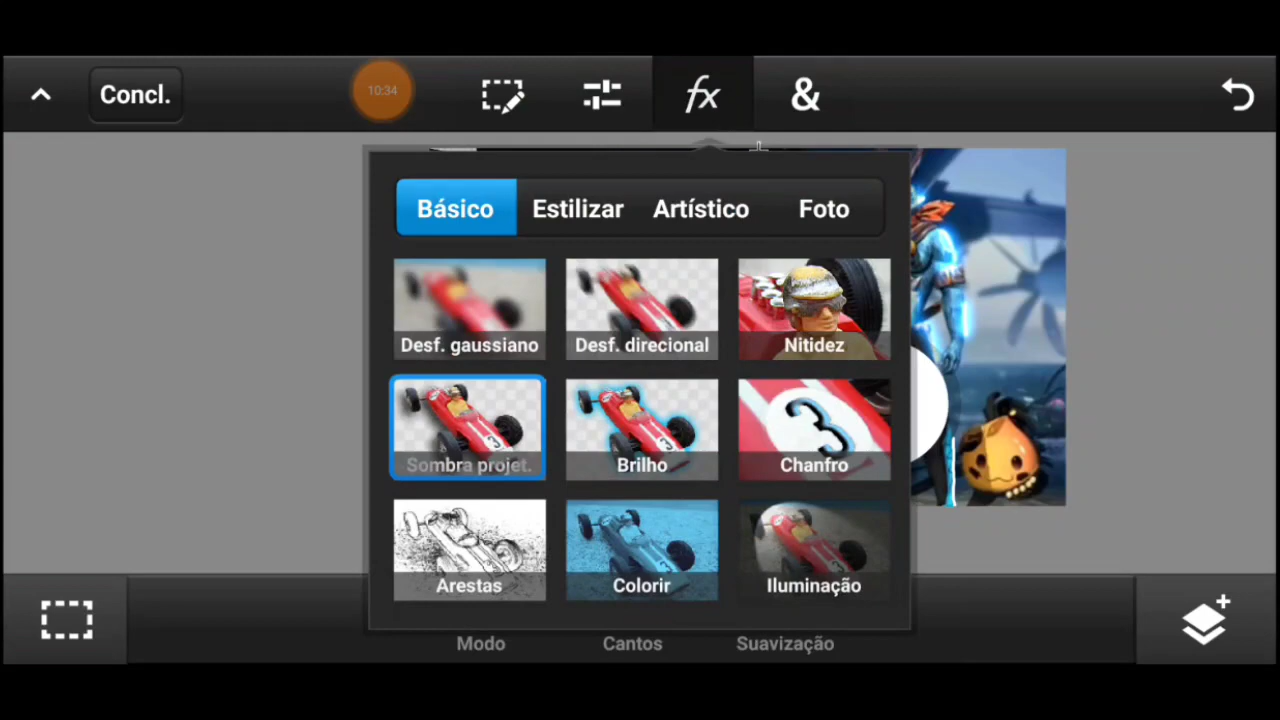 Concl.
10:34
fx
&
Básico
Estilizar
Artístico
Foto
Desf. gaussiano
Desf. direcional
Nitidez
Sombra projet.
Brilho
3
Chanfro
Arestas
Colorir
Iluminação
Modo
Cantos
Suavização